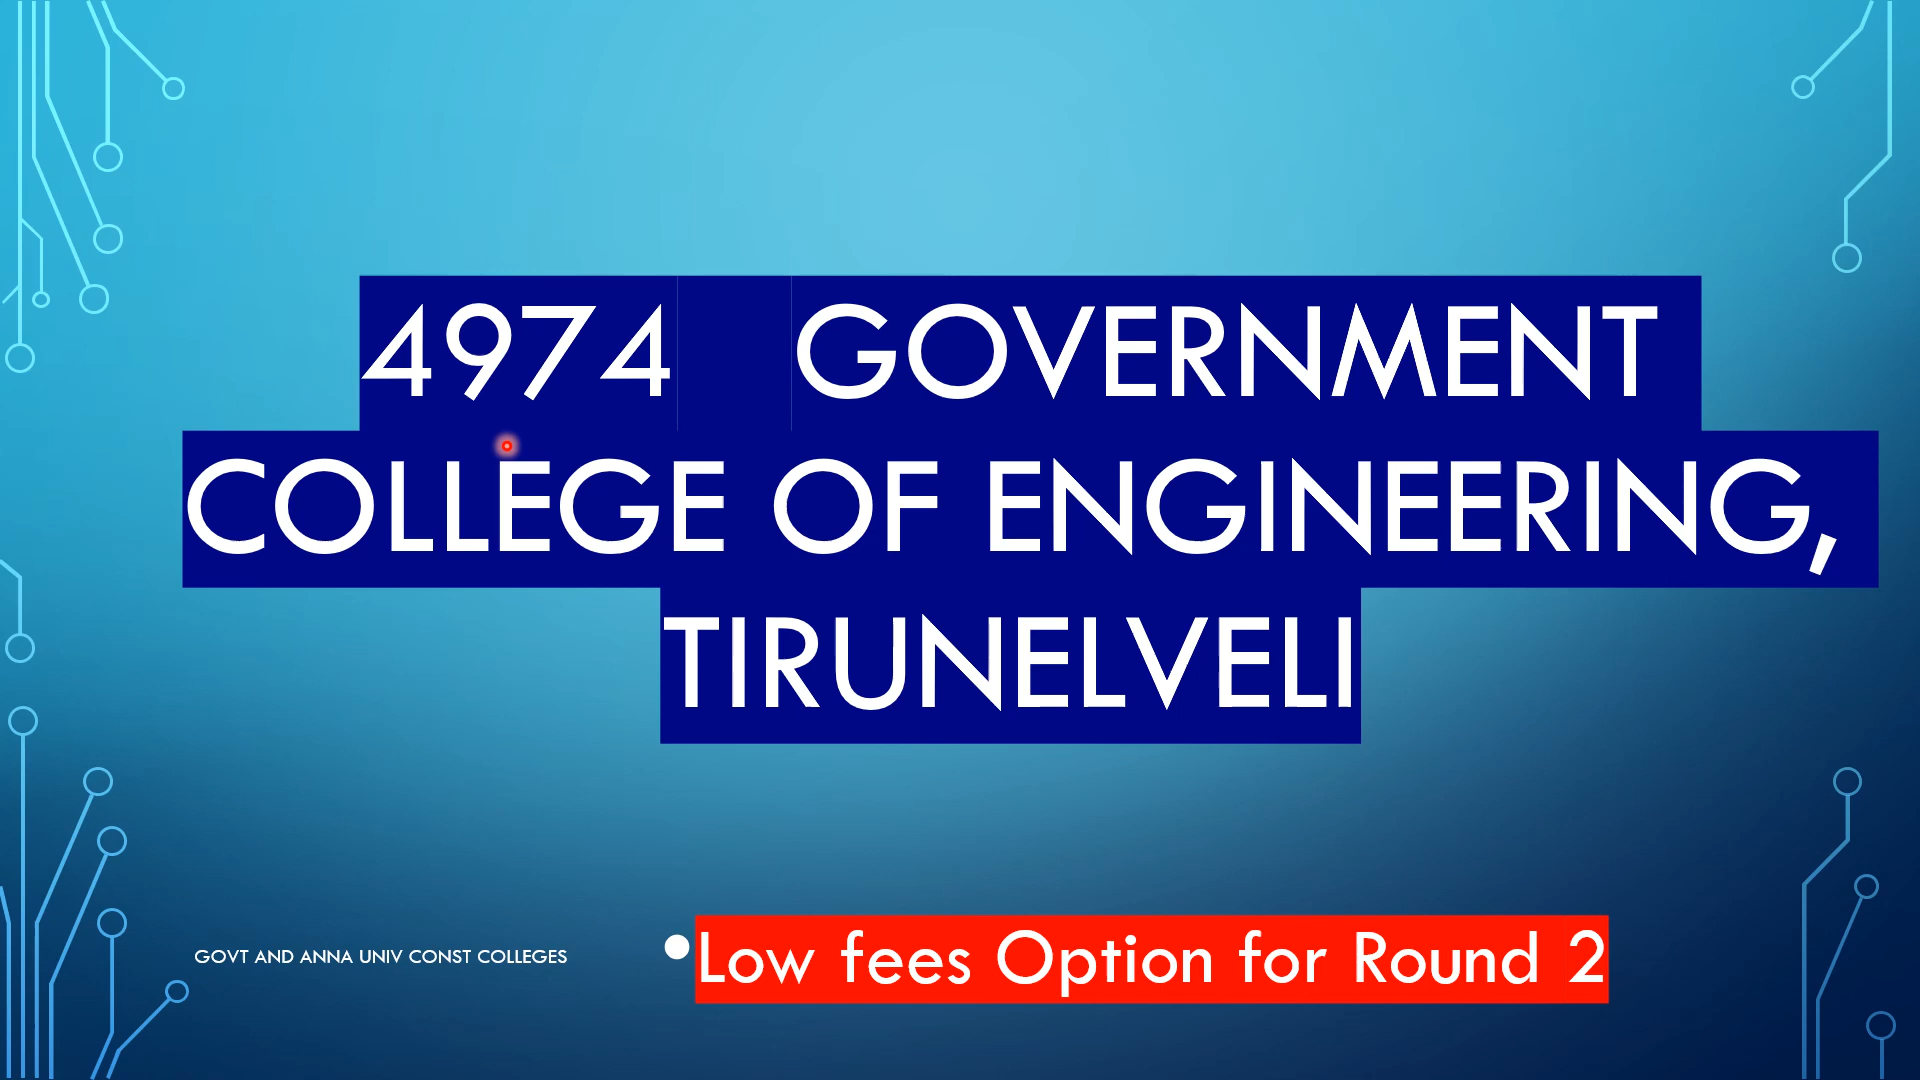 4974 GOVERNMENT
COLLEGE OF ENGINEERING,
TIRUNELVELI
GOVT AND ANNA UNIV CONST COLLEGES
•Low fees Option for Round 2